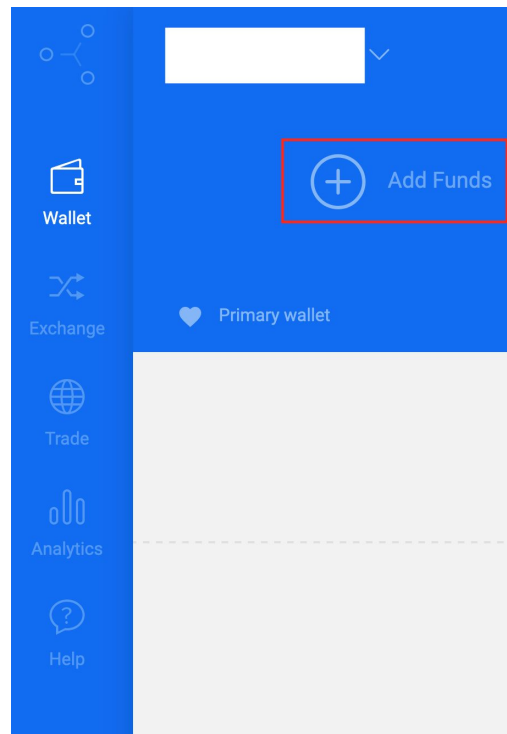 Add Funds
Wallet
Exchange
Primary wallet
Trade
Analytics
Help